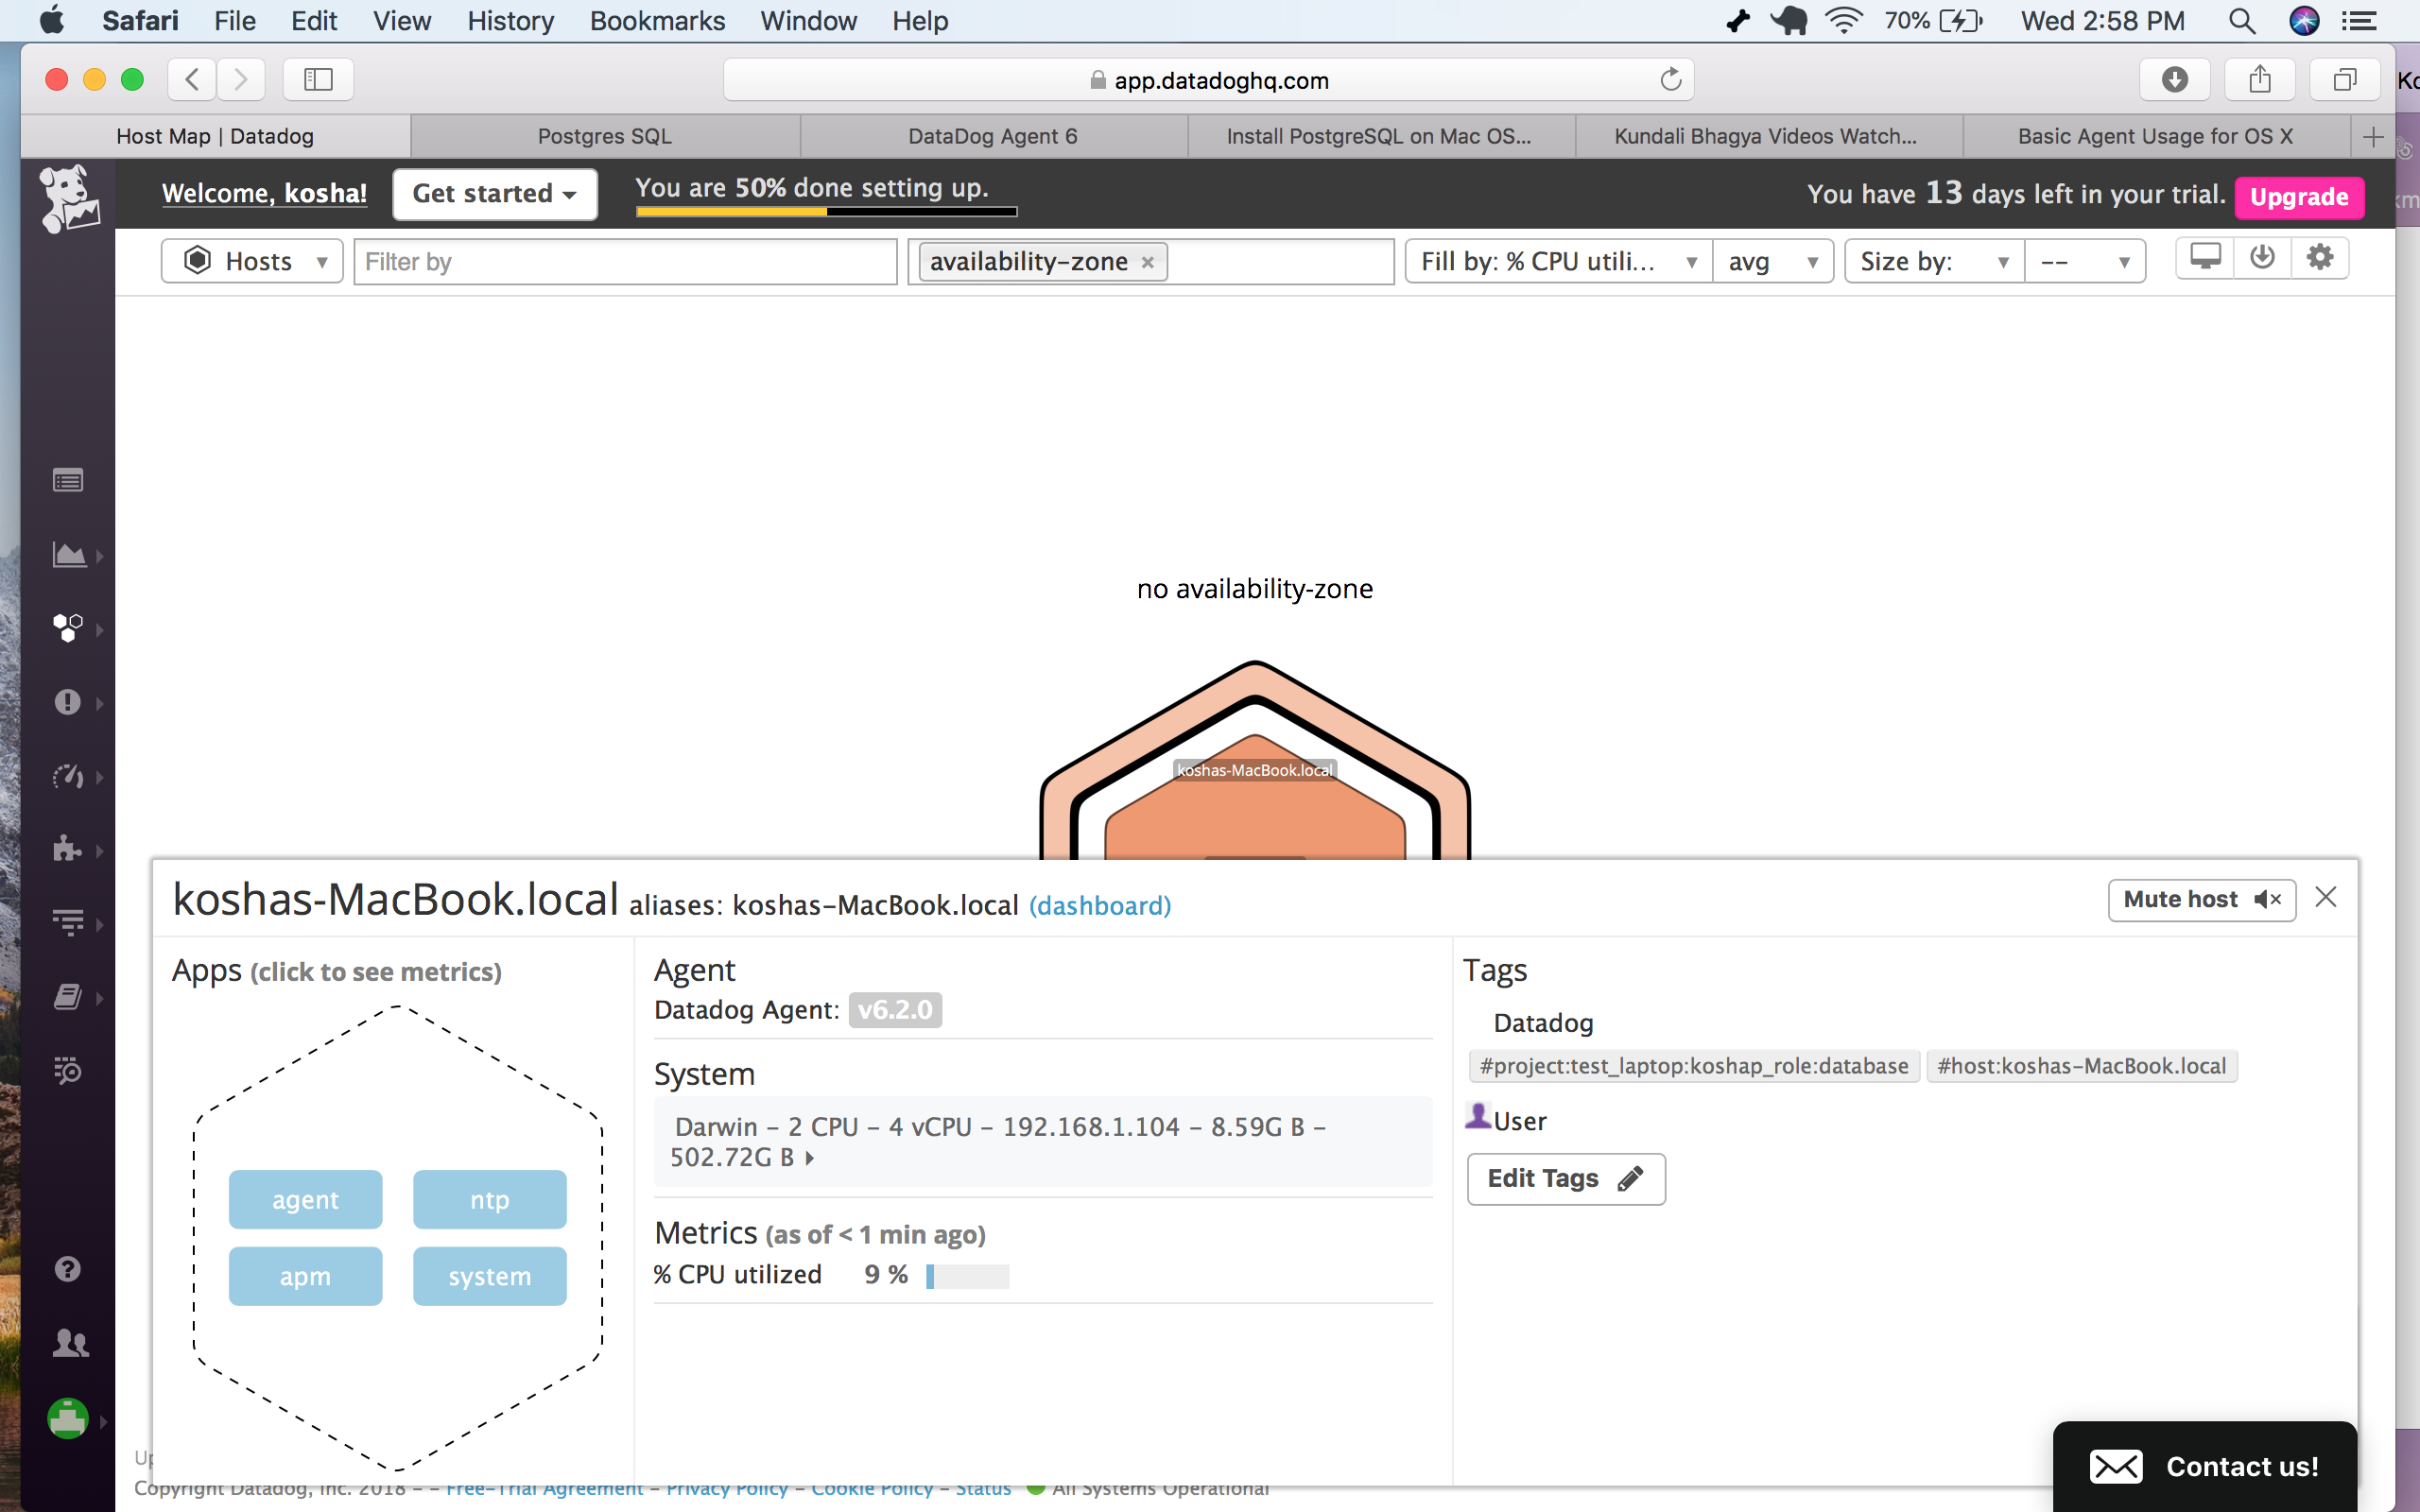 Safari File Edit View History Bookmarks Window Help 70% Wed 2:58 PM
app.datadoghq.com
Host Map | Datadog Postgres SQL DataDog Agent 6 Install PostgreSQL on Mac OS... Kundali Bhagya Videos Watch... Basic Agent Usage for OS X
Welcome, kosha! Get started You are 50% done setting up. You have 13 days left in your trial. Upgrade
Hosts Filter by availability-zone × Fill by: % CPU utili... avg Size by: --
no availability-zone
koshas-MacBook.local
koshas-MacBook.local aliases: koshas-MacBook.local (dashboard) Mute host
Apps (click to see metrics)
agent ntp
apm system
Agent
Datadog Agent: v6.2.0
System
Darwin - 2 CPU - 4 vCPU - 192.168.1.104 - 8.59G B -
502.72G B
Metrics (as of < 1 min ago)
% CPU utilized 9 %
Tags
Datadog
#project:test_laptop:koshap_role:database #host:koshas-MacBook.local
User
Edit Tags
Contact us!
Copyright Datadog, Inc. 2018 - - Free-Trial Agreement - Privacy Policy - Cookie Policy - Status All Systems Operational